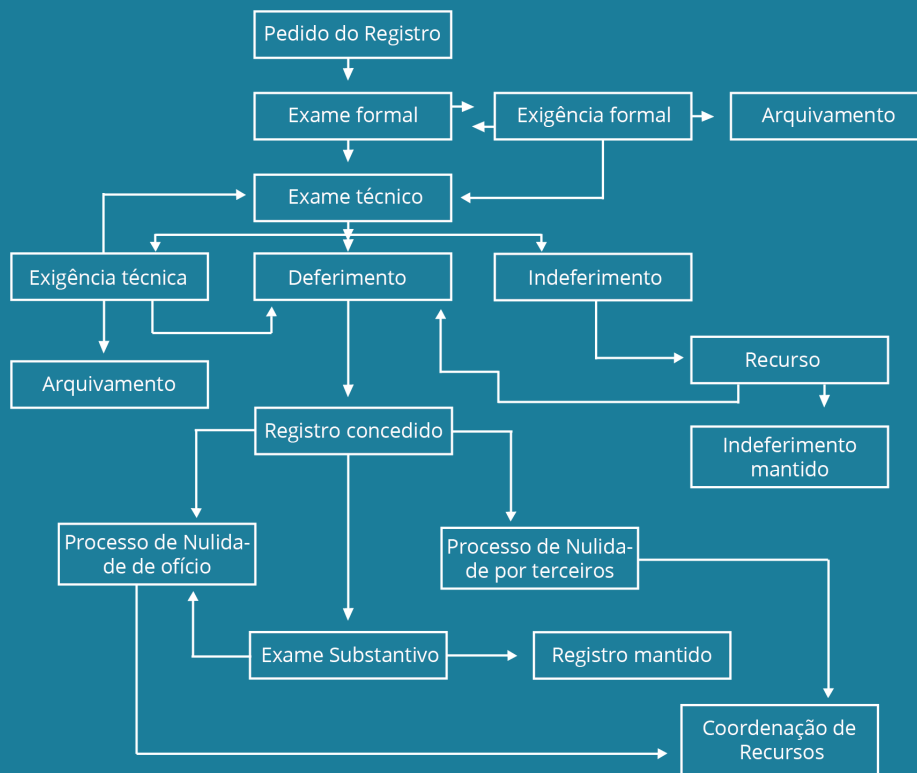 Pedido do Registro
Exame formal
Exigência formal
Arquivamento
Exame técnico
Exigência técnica
Deferimento
Indeferimento
Recurso
Arquivamento
Registro concedido
Indeferimento
mantido
Processo de Nulida-
de de ofício
Processo de Nulida-
de por terceiros
Exame Substantivo
Registro mantido
Coordenação de
Recursos